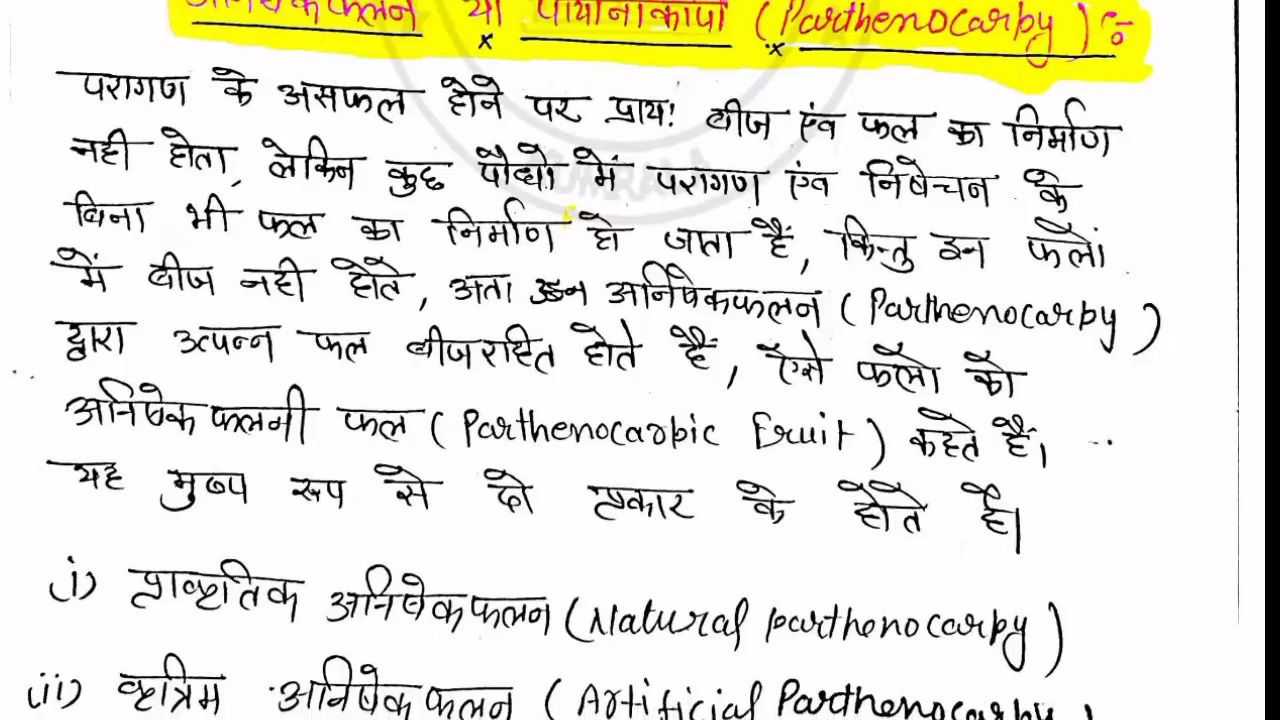 अनिषेकफलन या (Parthenocarpy) :-
परागण के असफल होने पर प्राय: बीज एंव फल का निर्माण
नही होता, लेकिन कुछ पौधो में परागण एंव निषेचन के
बिना भी फल का निर्माण हो जाता हैं, किन्तु इन फलों
में बीज नही होते, अता इन अनिषेकफलन (Parthenocarpy)
द्वारा उत्पन्न फल बीजरहित होते हैं, ऐसे फलो को
अनिषेकफलनी फल (Parthenocarpic Fruit) कहते हैं।
यह मुख्य रूप से दो प्रकार के होते है।
i) प्राकृतिक अनिषेकफलन (Natural parthenocarpy)
ii) कृत्रिम अनिषेकफलन (Artificial Parthenocarpy)